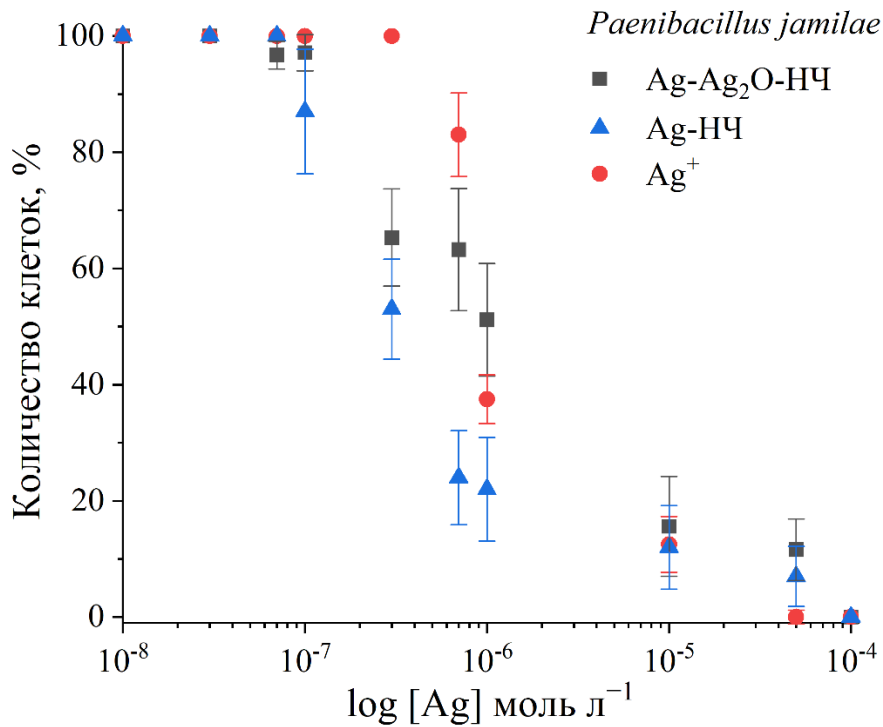 Paenibacillus jamilae
Ag-Ag₂O-НЧ
Ag-НЧ
Ag⁺
Количество клеток, %
100
80
60
40
20
0
10⁻⁸ 10⁻⁷ 10⁻⁶ 10⁻⁵ 10⁻⁴
log [Ag] моль л⁻¹